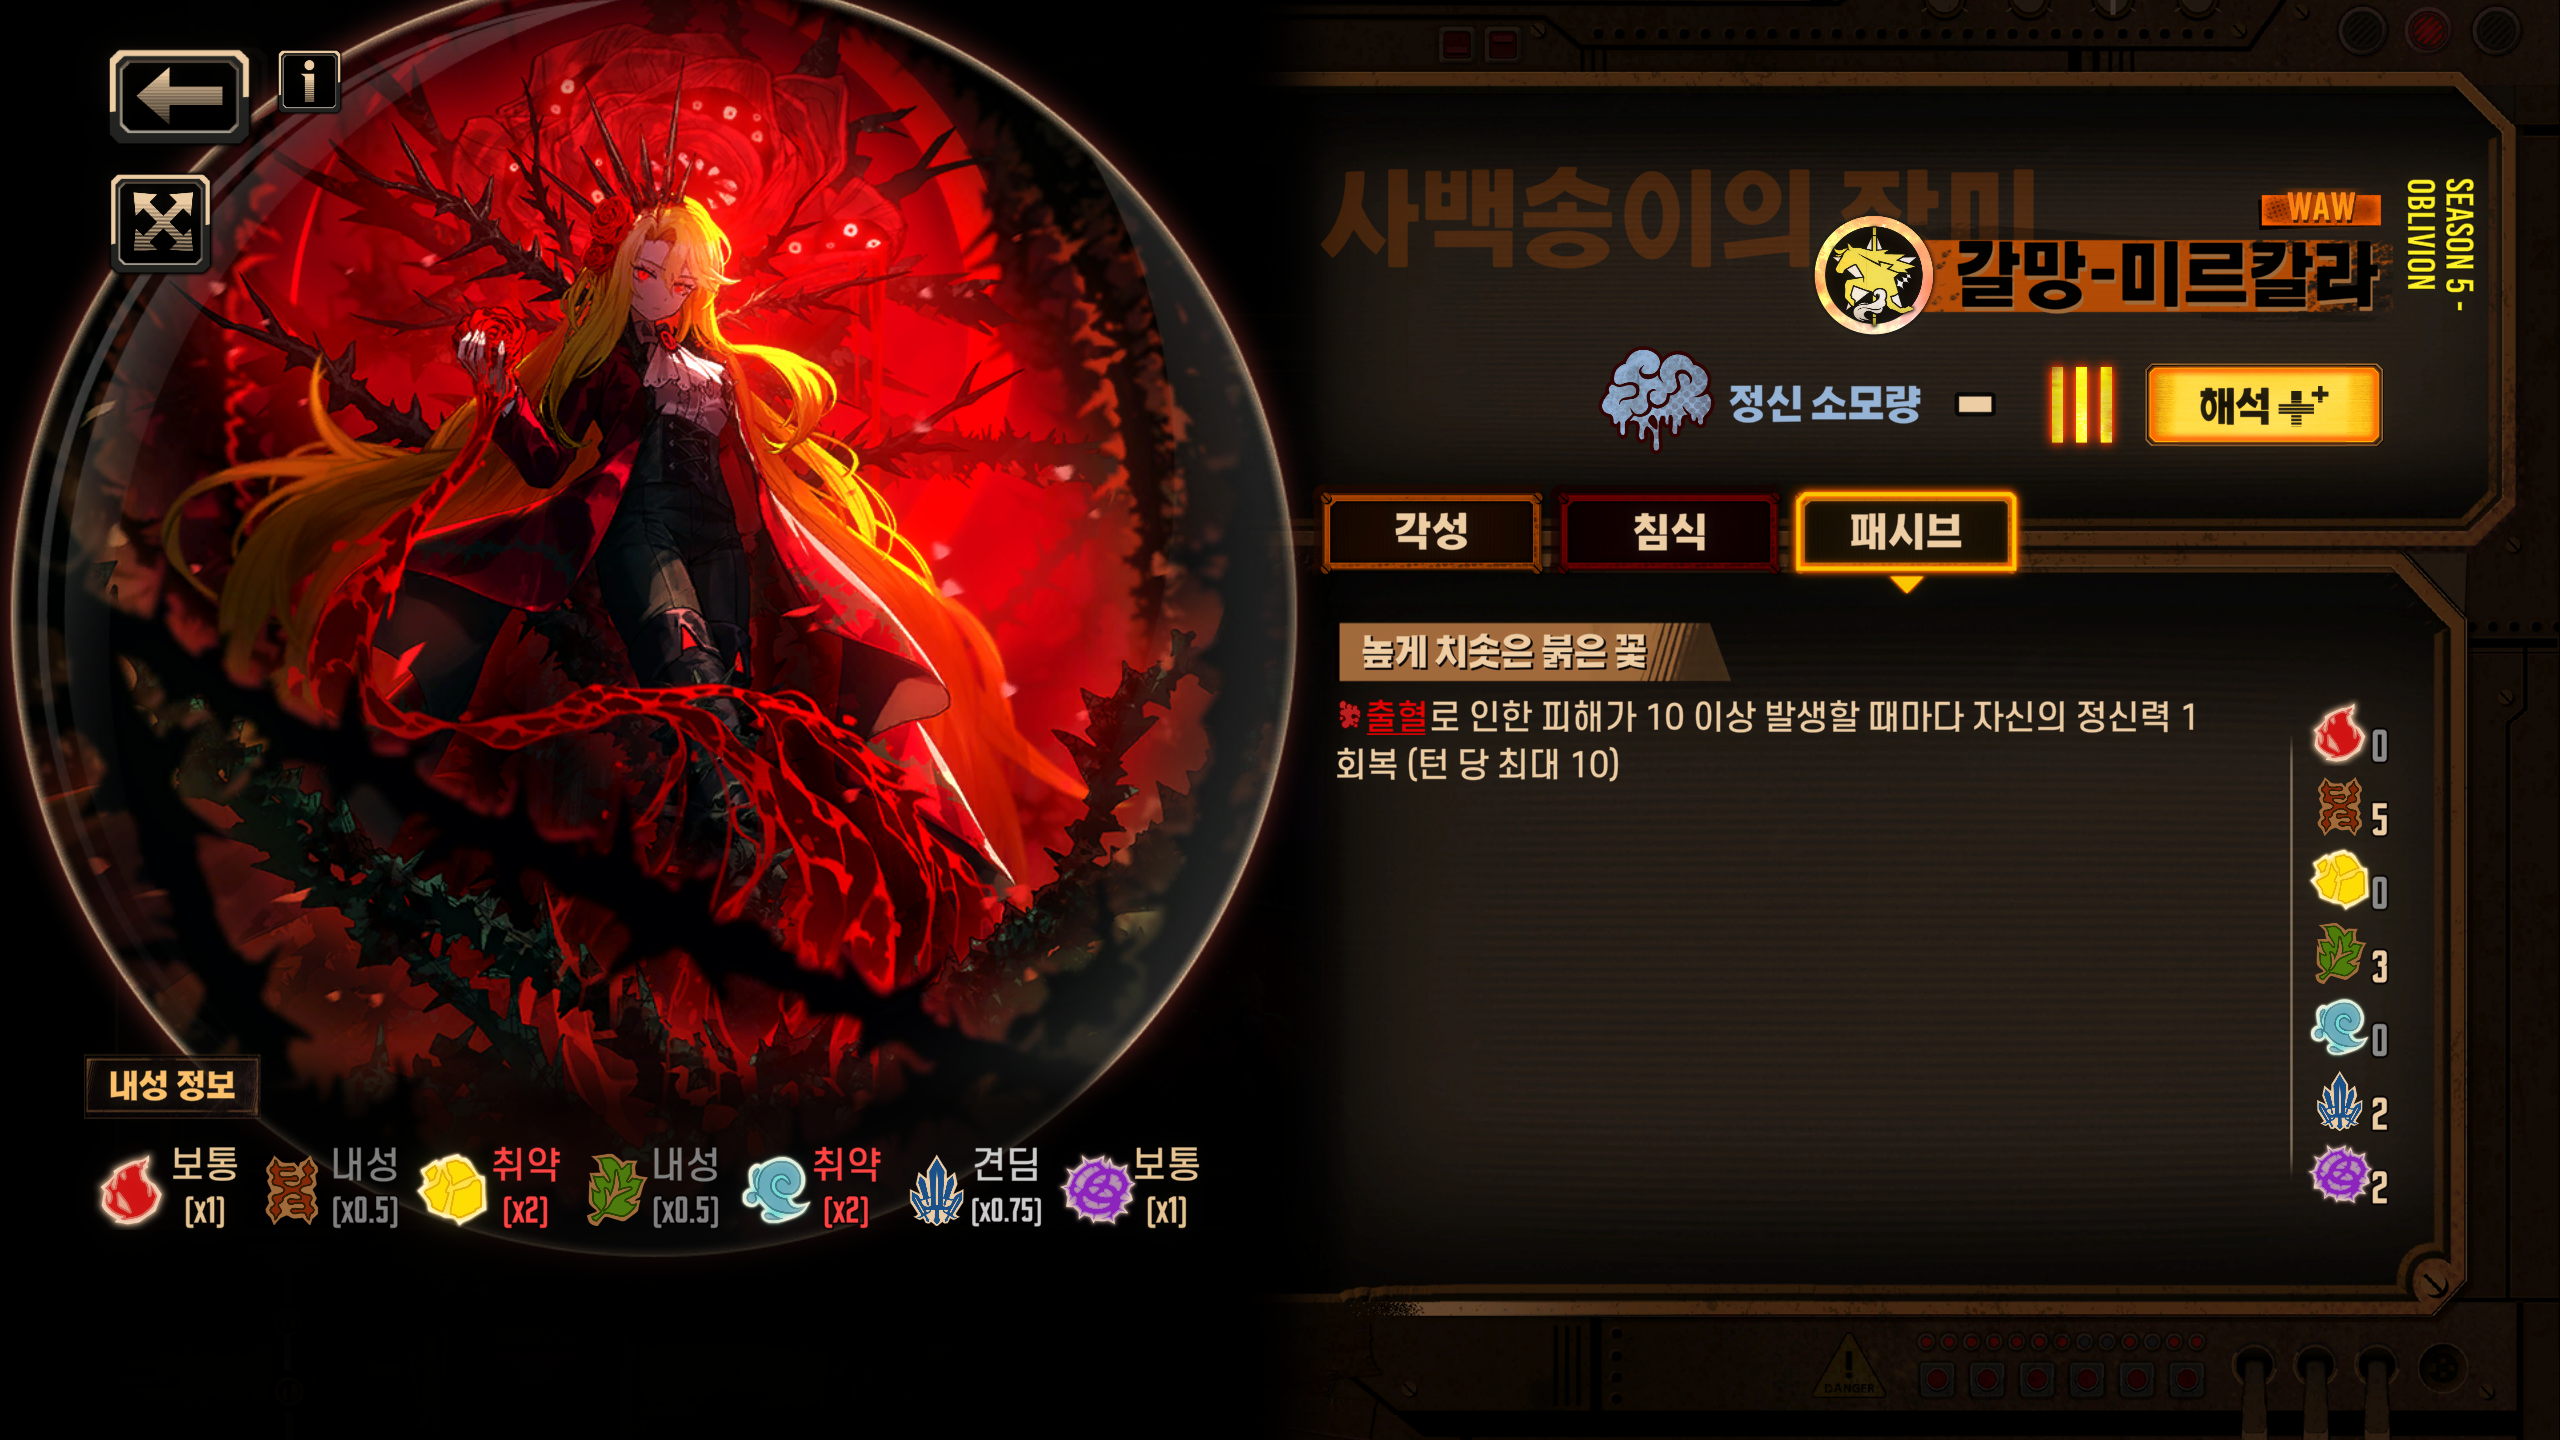 i
사백송이의 장미
WAW
갈망-미르칼라
SEASON 5 -
OBLIVION
정신 소모량 -
해석 ++
각성
침식
패시브
높게 치솟은 붉은 꽃
출혈로 인한 피해가 10 이상 발생할 때마다 자신의 정신력 1
회복 (턴 당 최대 10)
0
5
0
3
0
2
2
내성 정보
보통 내성 취약 내성 취약 견딤 보통
[x1] [x0.5] [x2] [x0.5] [x2] [x0.75] [x1]
DANGER